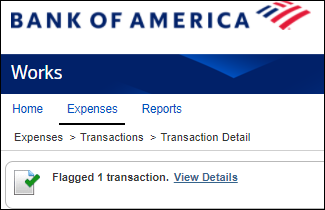 BANK OF AMERICA
Works
Home Expenses Reports
Expenses > Transactions > Transaction Detail
Flagged 1 transaction. View Details